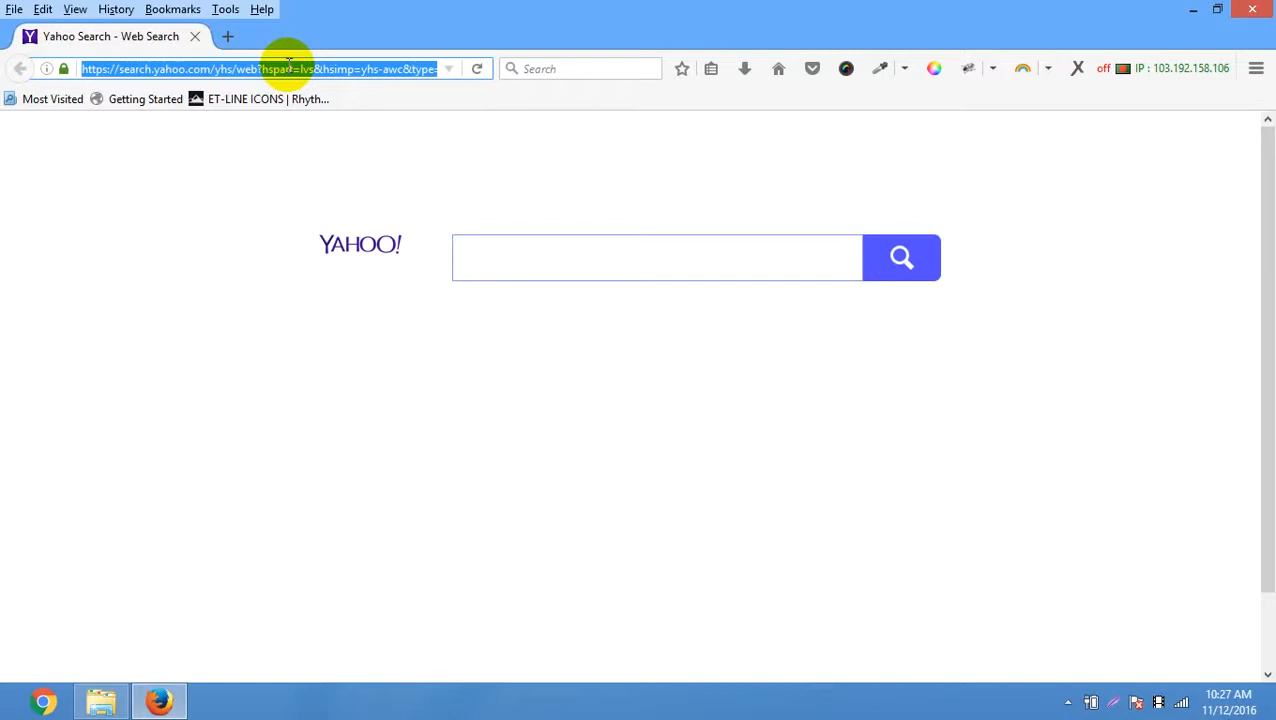 File Edit View History Bookmarks Tools Help
Yahoo Search - Web Search
https://search.yahoo.com/yhs/web?hspart=lvs&hsimp=yhs-awc&type=
Search
off IP : 103.192.158.106
Most Visited Getting Started ET-LINE ICONS | Rhyth...
YAHOO!
10:27 AM
11/12/2016